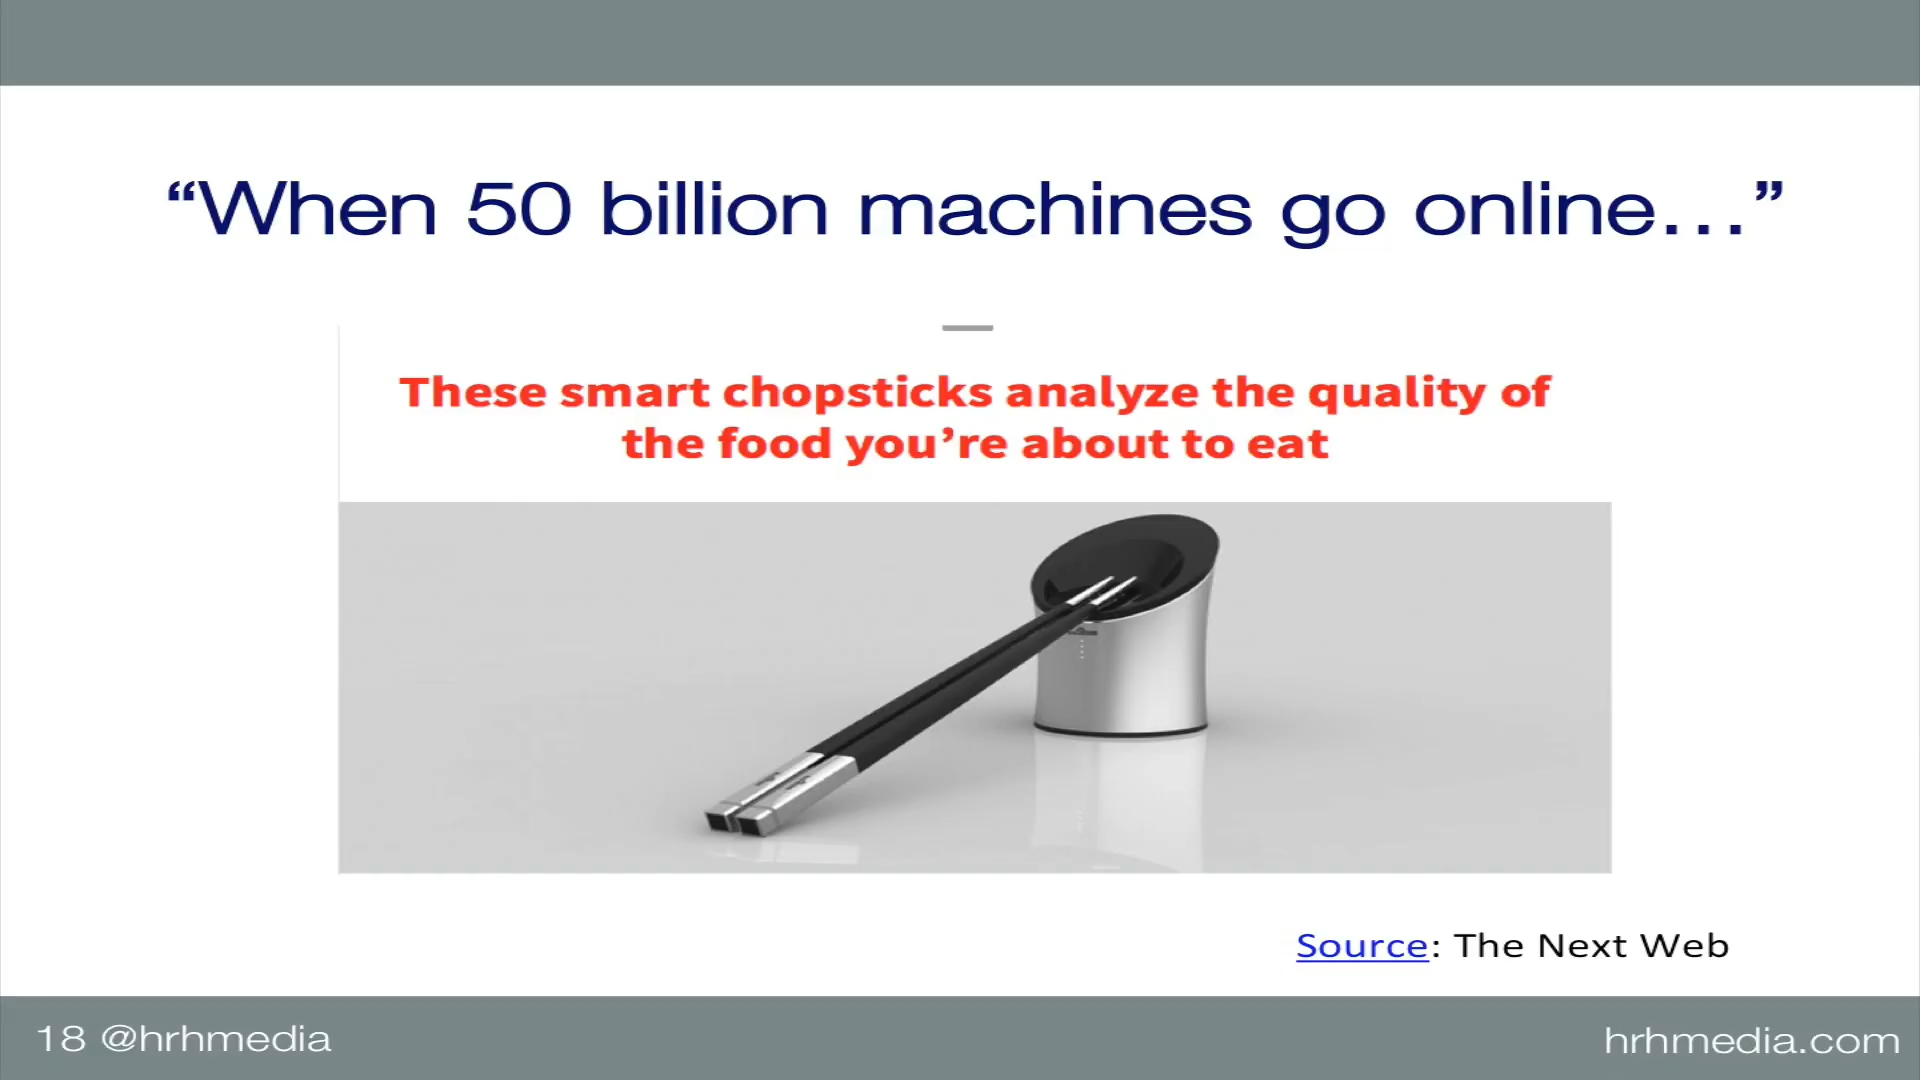 “When 50 billion machines go online…”
These smart chopsticks analyze the quality of
the food you’re about to eat
Source: The Next Web
18 @hrhmedia
hrhmedia.com